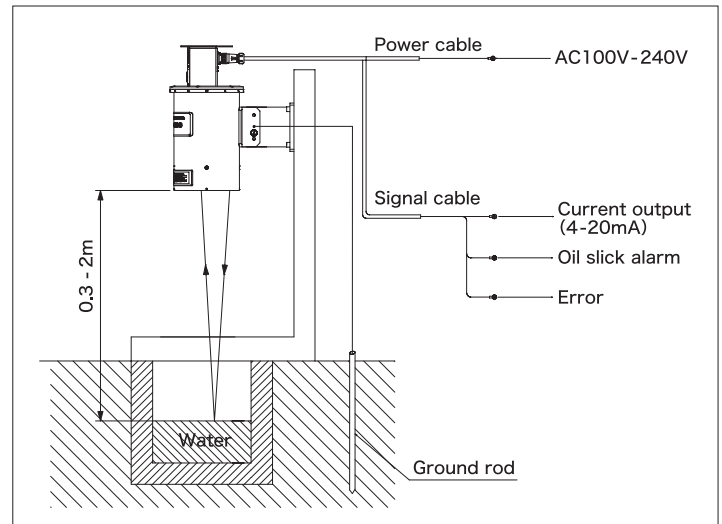 Power cable
AC100V-240V
Signal cable
Current output
(4-20mA)
Oil slick alarm
Error
0.3 - 2m
Water
Ground rod